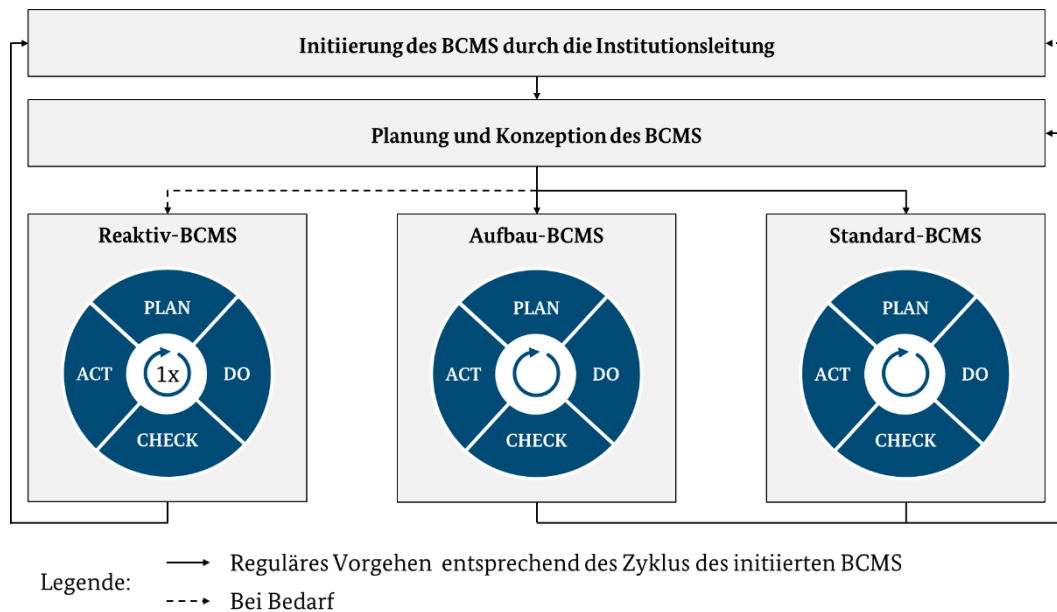 Initiierung des BCMS durch die Institutionsleitung
Planung und Konzeption des BCMS
Reaktiv-BCMS
PLAN
ACT
1x
DO
CHECK
Aufbau-BCMS
PLAN
ACT
DO
CHECK
Standard-BCMS
PLAN
ACT
DO
CHECK
Legende:
Reguläres Vorgehen entsprechend des Zyklus des initiierten BCMS
Bei Bedarf